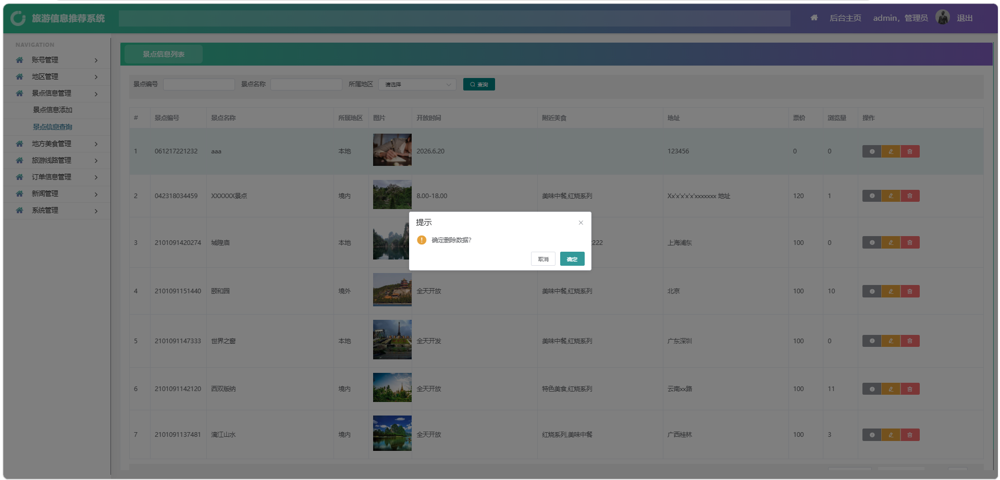 旅游信息推荐系统
后台主页 admin，管理员 退出
NAVIGATION
账号管理
地区管理
景点信息管理
景点信息添加
景点信息查询
地方美食管理
旅游线路管理
订单信息管理
新闻管理
系统管理
景点信息列表
景点编号 景点名称 所属地区 请选择 查询
# 景点编号 景点名称 所属地区 图片 开放时间 附近美食 地址 票价 浏览量 操作
1 061217221232 aaa 本地 2026.6.20 123456 0 0
2 042318034459 XXXXXX景点 境内 8.00-18.00 美味中餐,红烧系列 Xx'x'x'x'x'xxxxxxx 地址 120 1
3 2101091420274 城隍庙 本地 222 上海浦东 100 0
提示
确定删除数据?
取消 确定
4 2101091151440 颐和园 境外 全天开放 美味中餐,红烧系列 北京 100 10
5 2101091147333 世界之窗 本地 全天开发 美味中餐,红烧系列 广东深圳 100 0
6 2101091142120 西双版纳 境内 全天开放 特色美食,红烧系列 云南xx路 100 11
7 2101091137481 漓江山水 境内 全天开放 红烧系列,美味中餐 广西桂林 100 3